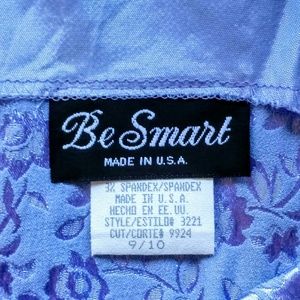 Be Smart
MADE IN U.S.A.
3% SPANDEX/SPANDEX
MADE IN U.S.A.
HECHO EN EE.UU.
STYLE/ESTILO# 3221
CUT/CORTE# 9924
9/10